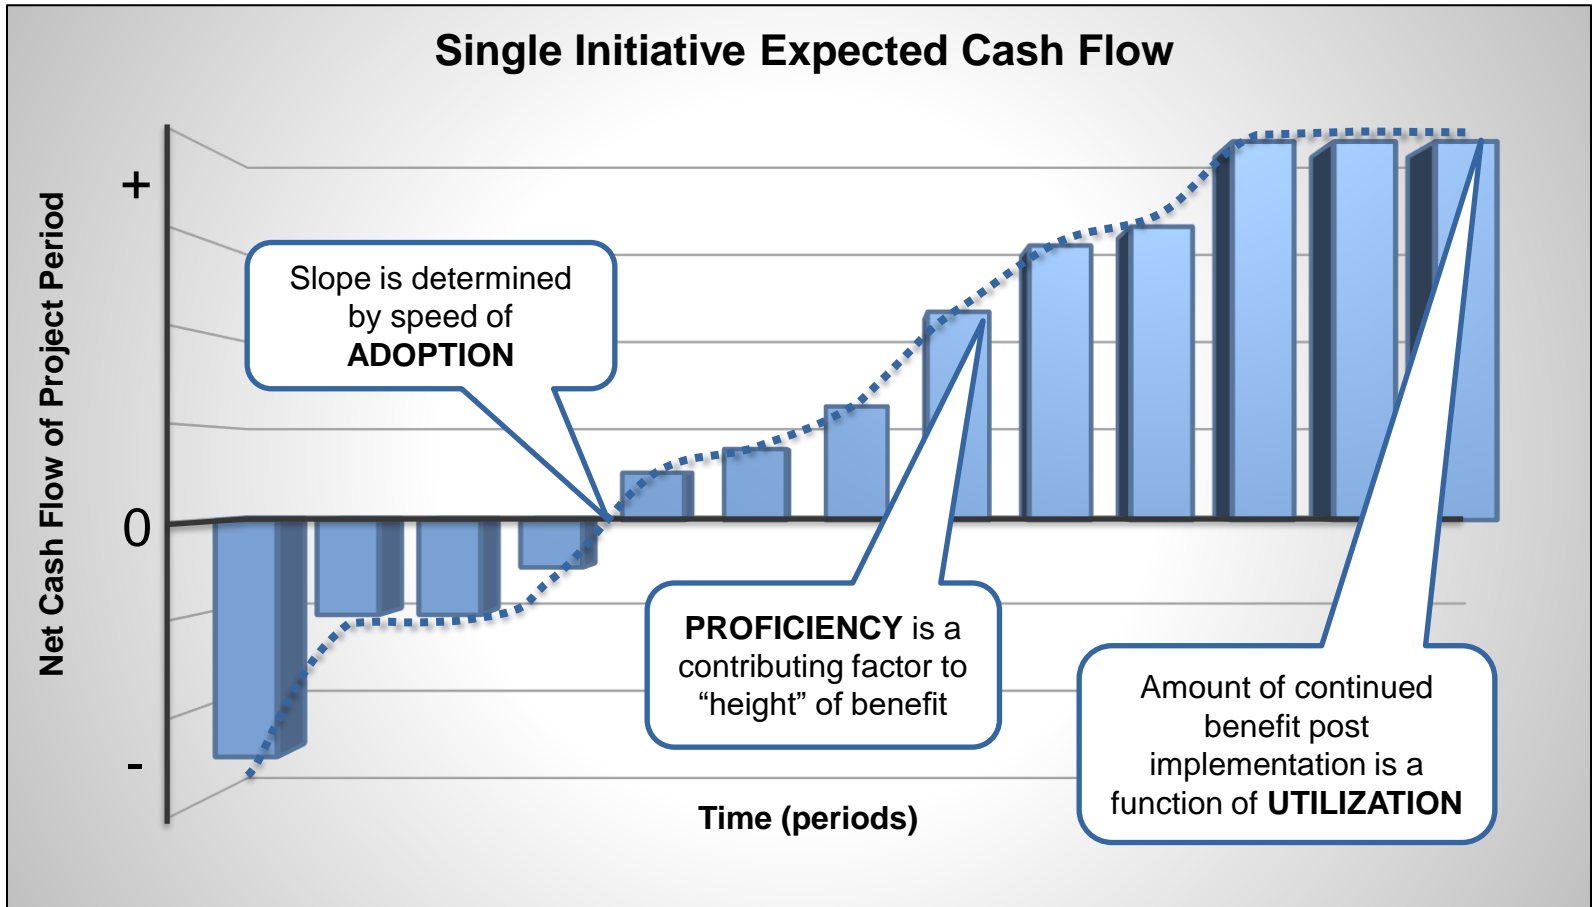 Single Initiative Expected Cash Flow
Net Cash Flow of Project Period
+
0
-
Slope is determined
by speed of
ADOPTION
PROFICIENCY is a
contributing factor to
“height” of benefit
Amount of continued
benefit post
implementation is a
function of UTILIZATION
Time (periods)